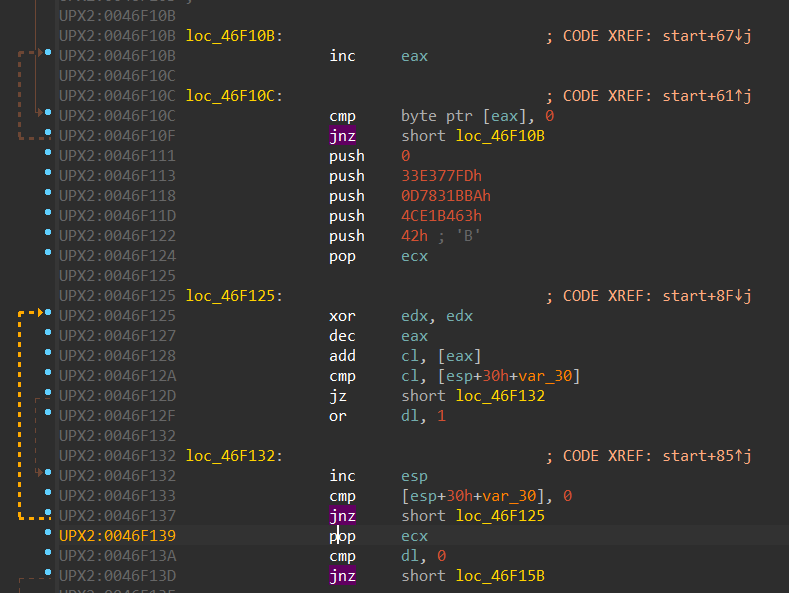 UPX2:0046F10B
UPX2:0046F10B loc_46F10B: ; CODE XREF: start+67↓j
UPX2:0046F10B inc eax
UPX2:0046F10C
UPX2:0046F10C loc_46F10C: ; CODE XREF: start+61↑j
UPX2:0046F10C cmp byte ptr [eax], 0
UPX2:0046F10F jnz short loc_46F10B
UPX2:0046F111 push 0
UPX2:0046F113 push 33E377FDh
UPX2:0046F118 push 0D7831BBAh
UPX2:0046F11D push 4CE1B463h
UPX2:0046F122 push 42h ; 'B'
UPX2:0046F124 pop ecx
UPX2:0046F125
UPX2:0046F125 loc_46F125: ; CODE XREF: start+8F↓j
UPX2:0046F125 xor edx, edx
UPX2:0046F127 dec eax
UPX2:0046F128 add cl, [eax]
UPX2:0046F12A cmp cl, [esp+30h+var_30]
UPX2:0046F12D jz short loc_46F132
UPX2:0046F12F or dl, 1
UPX2:0046F132
UPX2:0046F132 loc_46F132: ; CODE XREF: start+85↑j
UPX2:0046F132 inc esp
UPX2:0046F133 cmp [esp+30h+var_30], 0
UPX2:0046F137 jnz short loc_46F125
UPX2:0046F139 pop ecx
UPX2:0046F13A cmp dl, 0
UPX2:0046F13D jnz short loc_46F15B